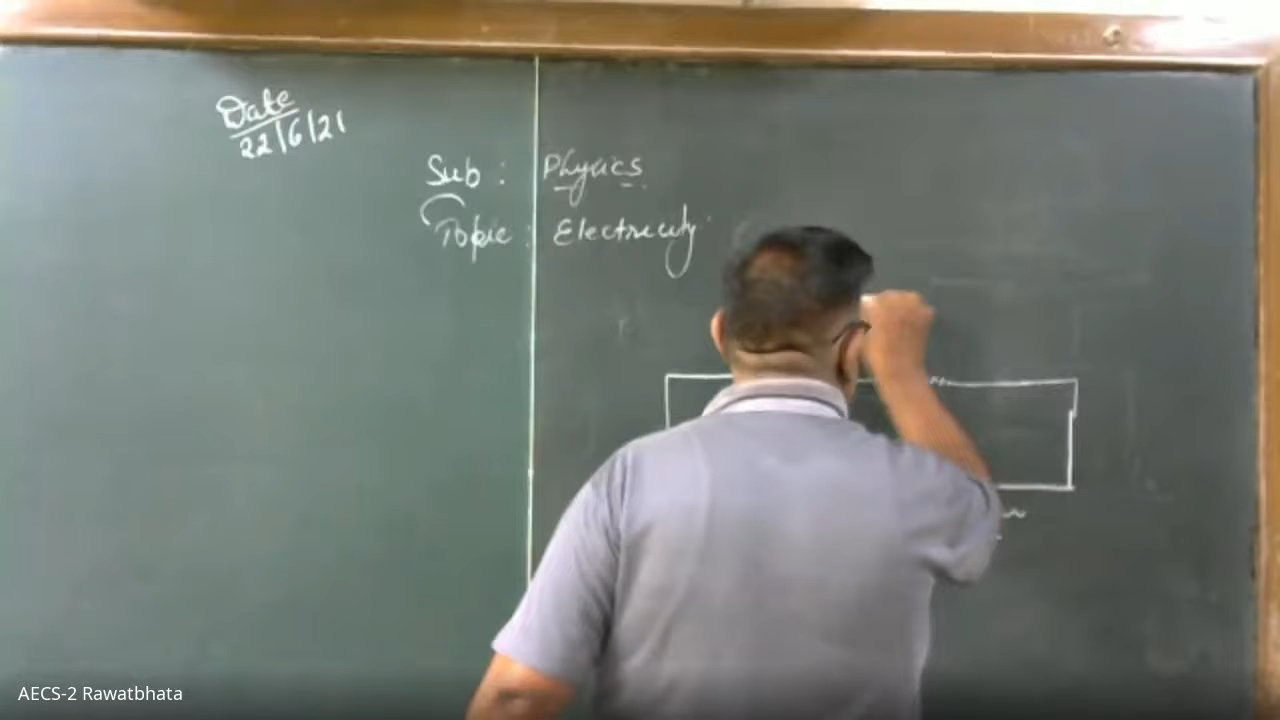 Date
22/6/21
Sub : Physics
Topic : Electricity
AECS-2 Rawatbhata